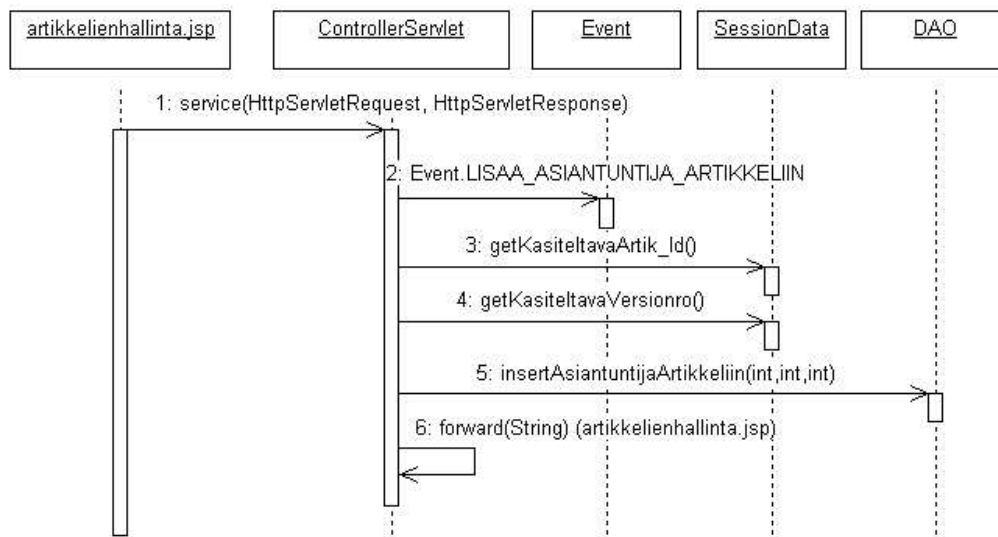 artikkelienhallinta.jsp
ControllerServlet
Event
SessionData
DAO
1: service(HttpServletRequest, HttpServletResponse)
2: Event.LISAA_ASIANTUNTIJA_ARTIKKELIIN
3: getKasiteltavaArtik_Id()
4: getKasiteltavaVersionro()
5: insertAsiantuntijaArtikkeliin(int,int,int)
6: forward(String) (artikkelienhallinta.jsp)